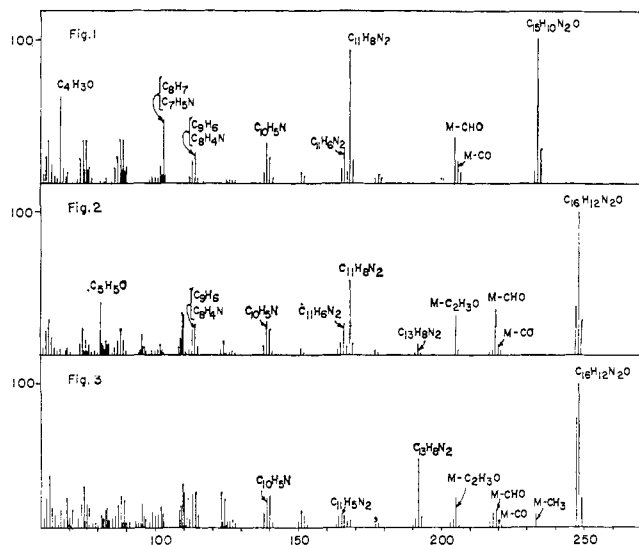 100
Fig.1
C4H3O
C8H7
C7H5N
C9H6
C8H4N
C10H5N
C11H6N2
C11H8N2
M-CHO
M-CO
C15H10N2O
100
Fig. 2
C5H5O
C9H6
C8H4N
C10H5N
C11H6N2
C11H8N2
C13H8N2
M-C2H3O
M-CHO
M-CO
C16H12N2O
100
Fig. 3
C10H5N
C11H5N2
C13H8N2
M-C2H3O
M-CHO
M-CO
M-CH3
C16H12N2O
100 150 200 250